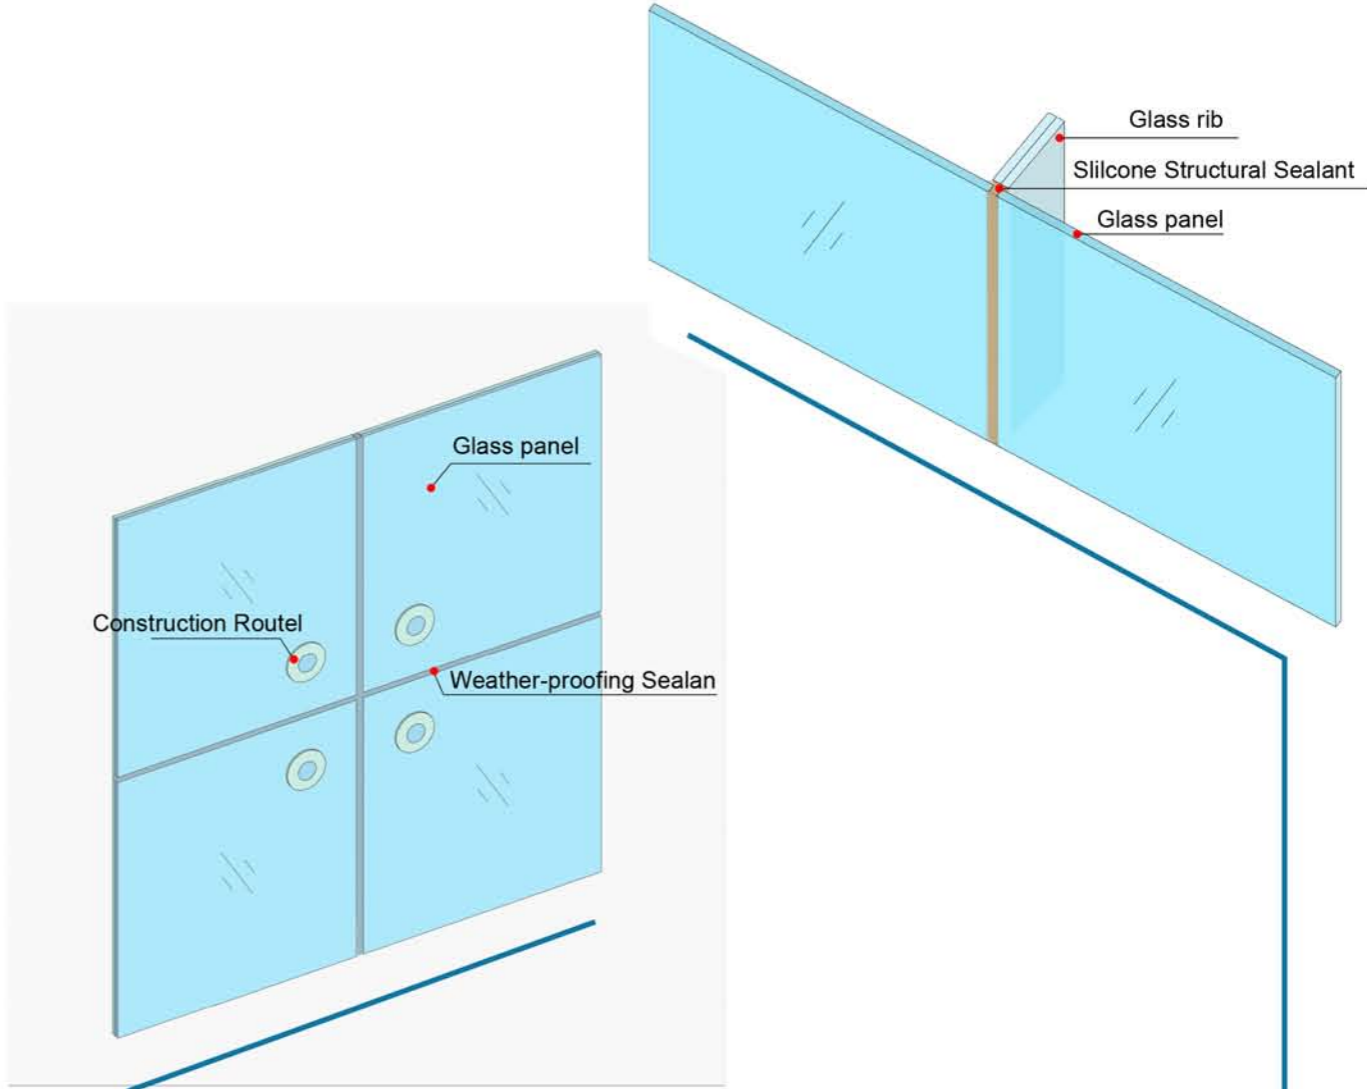 Glass rib
Slilcone Structural Sealant
Glass panel
Glass panel
Construction Routel
Weather-proofing Sealan